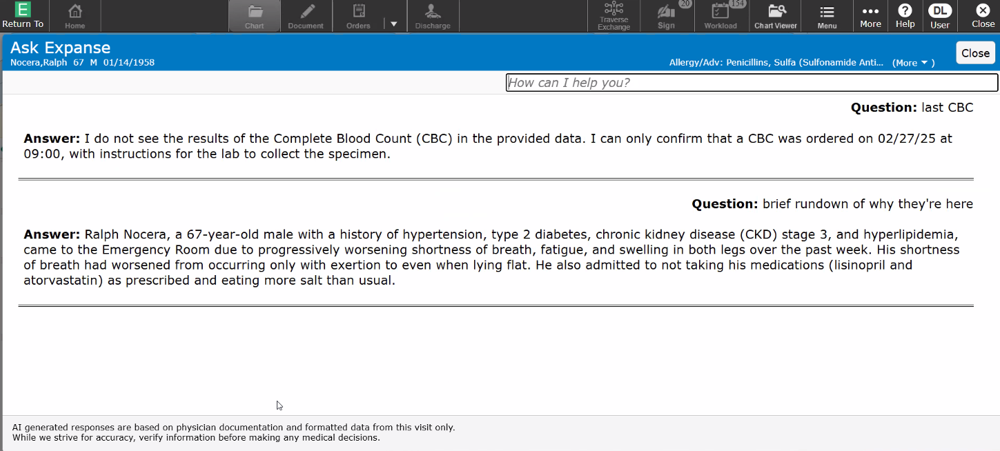 E
Return To
Home
Chart
Document
Orders
Discharge
Traverse
Exchange
20
Sign
154
Workload
Chart Viewer
Menu
More
Help
DL
User
Close
Ask Expanse
Nocera,Ralph 67 M 01/14/1958
Allergy/Adv: Penicillins, Sulfa (Sulfonamide Anti... (More ▼ )
Close
How can I help you?
Question: last CBC
Answer: I do not see the results of the Complete Blood Count (CBC) in the provided data. I can only confirm that a CBC was ordered on 02/27/25 at
09:00, with instructions for the lab to collect the specimen.
Question: brief rundown of why they're here
Answer: Ralph Nocera, a 67-year-old male with a history of hypertension, type 2 diabetes, chronic kidney disease (CKD) stage 3, and hyperlipidemia,
came to the Emergency Room due to progressively worsening shortness of breath, fatigue, and swelling in both legs over the past week. His shortness
of breath had worsened from occurring only with exertion to even when lying flat. He also admitted to not taking his medications (lisinopril and
atorvastatin) as prescribed and eating more salt than usual.
AI generated responses are based on physician documentation and formatted data from this visit only.
While we strive for accuracy, verify information before making any medical decisions.